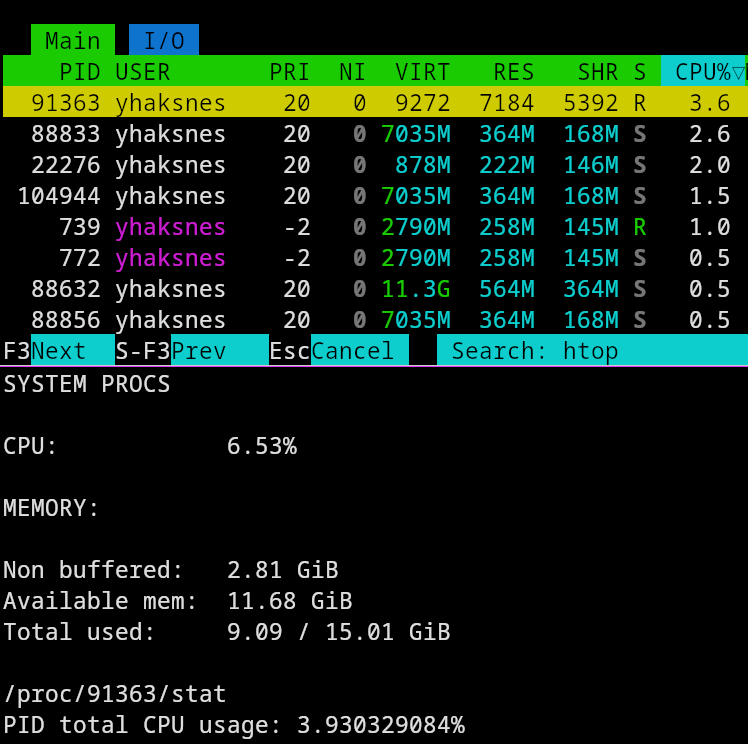 Main I/O
PID USER PRI NI VIRT RES SHR S CPU%▽
91363 yhaksnes 20 0 9272 7184 5392 R 3.6
88833 yhaksnes 20 0 7035M 364M 168M S 2.6
22276 yhaksnes 20 0 878M 222M 146M S 2.0
104944 yhaksnes 20 0 7035M 364M 168M S 1.5
739 yhaksnes -2 0 2790M 258M 145M R 1.0
772 yhaksnes -2 0 2790M 258M 145M S 0.5
88632 yhaksnes 20 0 11.3G 564M 364M S 0.5
88856 yhaksnes 20 0 7035M 364M 168M S 0.5
F3Next S-F3Prev EscCancel Search: htop
SYSTEM PROCS
CPU: 6.53%
MEMORY:
Non buffered: 2.81 GiB
Available mem: 11.68 GiB
Total used: 9.09 / 15.01 GiB
/proc/91363/stat
PID total CPU usage: 3.930329084%